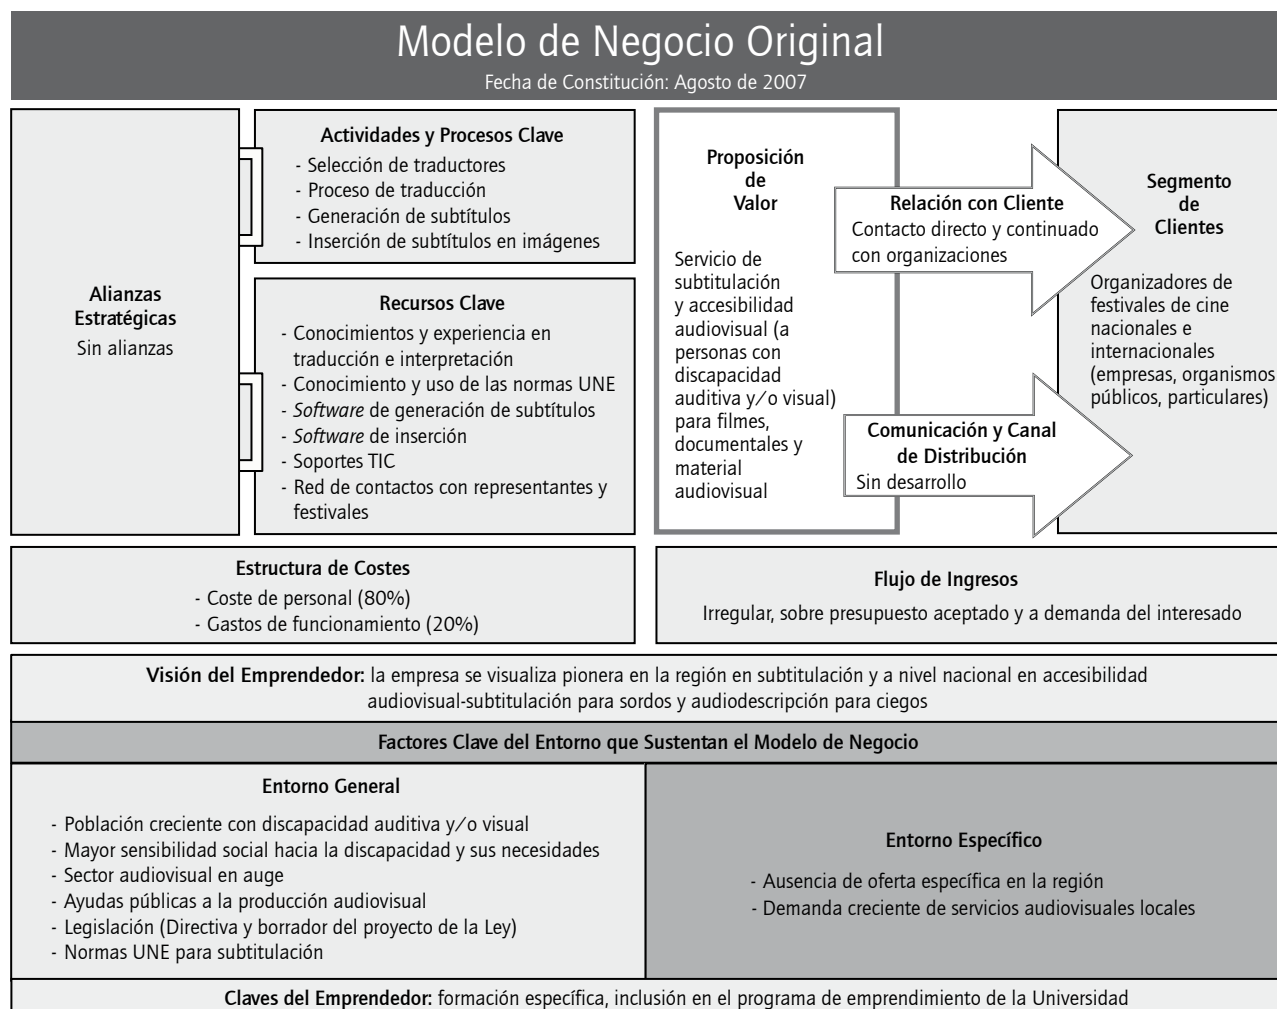 Modelo de Negocio Original
Fecha de Constitución: Agosto de 2007
Alianzas
Estratégicas
Sin alianzas
Actividades y Procesos Clave
- Selección de traductores
- Proceso de traducción
- Generación de subtítulos
- Inserción de subtítulos en imágenes
Recursos Clave
- Conocimientos y experiencia en
traducción e interpretación
- Conocimiento y uso de las normas UNE
- Software de generación de subtítulos
- Software de inserción
- Soportes TIC
- Red de contactos con representantes y
festivales
Proposición
de
Valor
Servicio de
subtitulación
y accesibilidad
audiovisual (a
personas con
discapacidad
auditiva y/o visual)
para filmes,
documentales y
material
audiovisual
Relación con Cliente
Contacto directo y continuado
con organizaciones
Comunicación y Canal
de Distribución
Sin desarrollo
Segmento
de
Clientes
Organizadores de
festivales de cine
nacionales e
internacionales
(empresas, organismos
públicos, particulares)
Estructura de Costes
- Coste de personal (80%)
- Gastos de funcionamiento (20%)
Flujo de Ingresos
Irregular, sobre presupuesto aceptado y a demanda del interesado
Visión del Emprendedor: la empresa se visualiza pionera en la región en subtitulación y a nivel nacional en accesibilidad
audiovisual-subtitulación para sordos y audiodescripción para ciegos
Factores Clave del Entorno que Sustentan el Modelo de Negocio
Entorno General
- Población creciente con discapacidad auditiva y/o visual
- Mayor sensibilidad social hacia la discapacidad y sus necesidades
- Sector audiovisual en auge
- Ayudas públicas a la producción audiovisual
- Legislación (Directiva y borrador del proyecto de la Ley)
- Normas UNE para subtitulación
Entorno Específico
- Ausencia de oferta específica en la región
- Demanda creciente de servicios audiovisuales locales
Claves del Emprendedor: formación específica, inclusión en el programa de emprendimiento de la Universidad